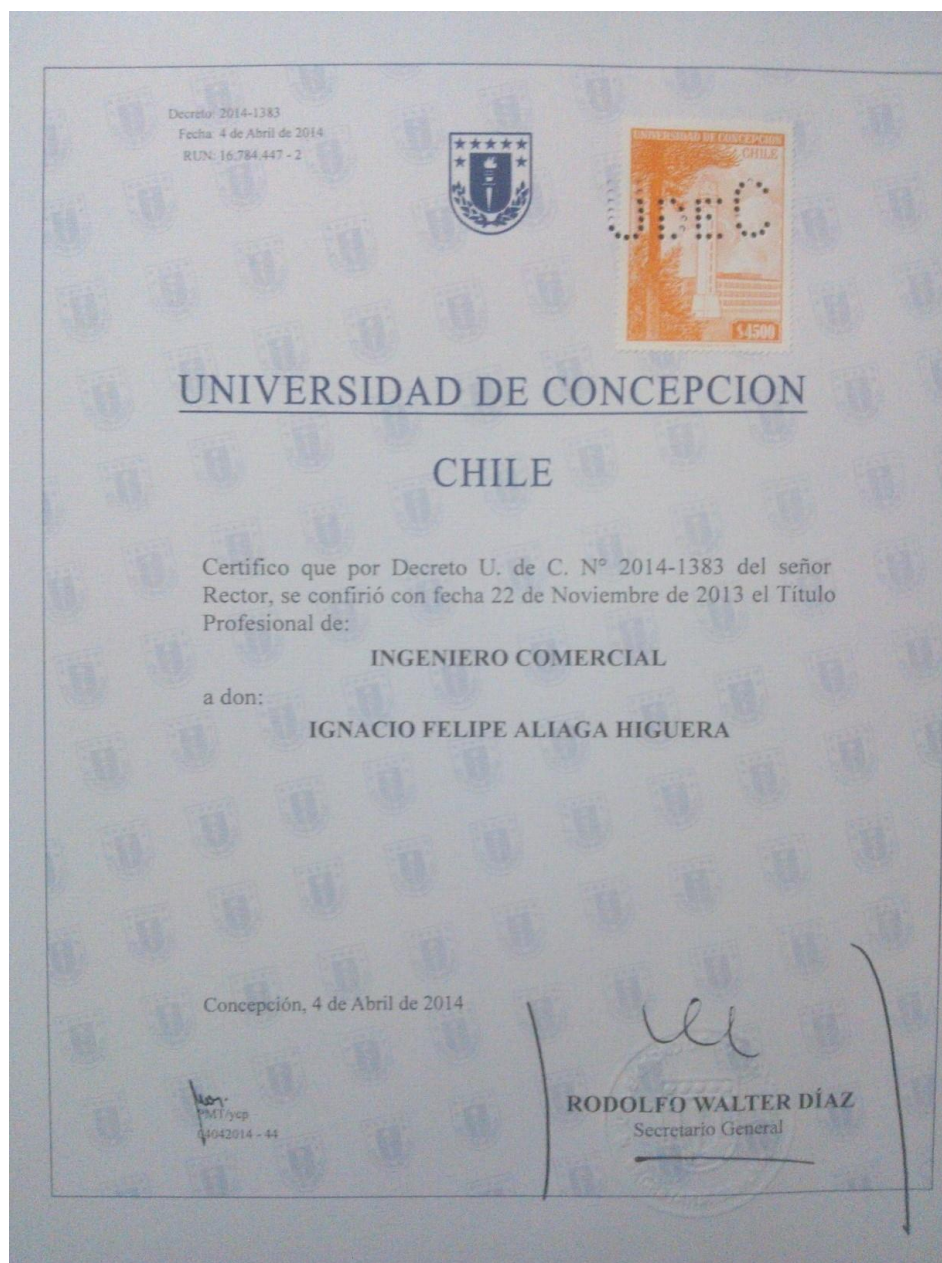 Decreto: 2014-1383
Fecha: 4 de Abril de 2014
RUN: 16.784.447 - 2
UNIVERSIDAD DE CONCEPCION
CHILE
UDEC
$4500
UNIVERSIDAD DE CONCEPCION
CHILE
Certifico que por Decreto U. de C. N° 2014-1383 del señor
Rector, se confirió con fecha 22 de Noviembre de 2013 el Título
Profesional de:
INGENIERO COMERCIAL
a don:
IGNACIO FELIPE ALIAGA HIGUERA
Concepción, 4 de Abril de 2014
PMT/ycp
04042014 - 44
RODOLFO WALTER DÍAZ
Secretario General